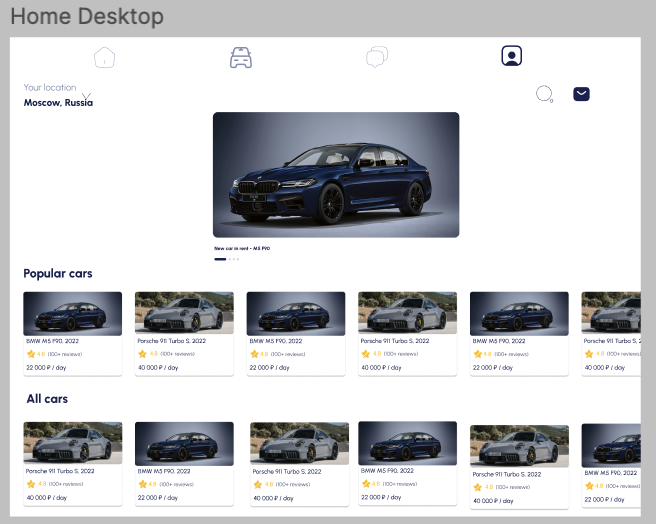 Home Desktop
Your location
Moscow, Russia
New car in rent - M5 F90
Popular cars
BMW M5 F90, 2022
4.8 (100+ reviews)
22 000 ₽ / day
Porsche 911 Turbo S, 2022
4.8 (100+ reviews)
40 000 ₽ / day
BMW M5 F90, 2022
4.8 (100+ reviews)
22 000 ₽ / day
Porsche 911 Turbo S, 2022
4.8 (100+ reviews)
40 000 ₽ / day
BMW M5 F90, 2022
4.8 (100+ reviews)
22 000 ₽ / day
Porsche 911 Turbo S, 2
4.8 (100+ revie
40 000 ₽ / day
All cars
Porsche 911 Turbo S, 2022
4.8 (100+ reviews)
40 000 ₽ / day
BMW M5 F90, 2022
4.8 (100+ reviews)
22 000 ₽ / day
Porsche 911 Turbo S, 2022
4.8 (100+ reviews)
40 000 ₽ / day
BMW M5 F90, 2022
4.8 (100+ reviews)
22 000 ₽ / day
Porsche 911 Turbo S, 2022
4.8 (100+ reviews)
40 000 ₽ / day
BMW M5 F90, 2022
4.8 (100+ revie
22 000 ₽ / day